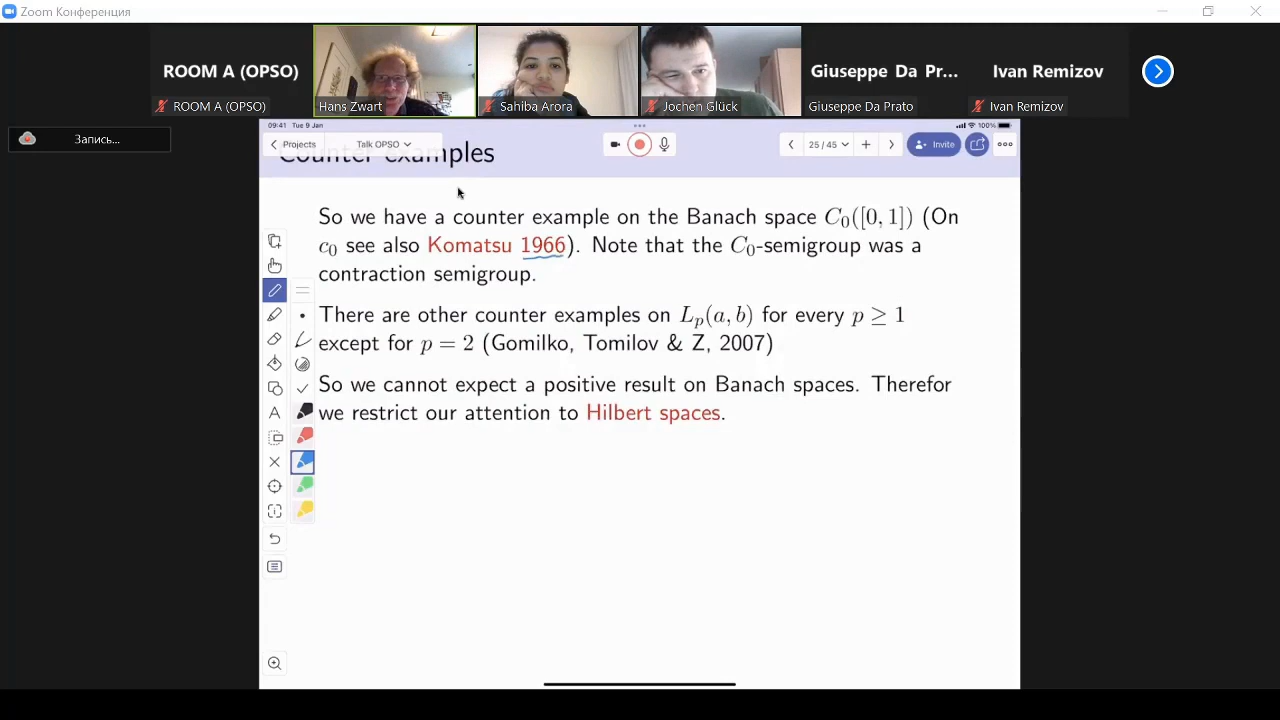 Zoom Конференция
ROOM A (OPSO)
Giuseppe Da Pr...
Ivan Remizov
ROOM A (OPSO)
Hans Zwart
Sahiba Arora
Jochen Glück
Giuseppe Da Prato
Ivan Remizov
Запись...
09:41 Tue 9 Jan
100%
Projects
Talk OPSO
25 / 45
Invite
Counter examples
So we have a counter example on the Banach space C₀([0, 1]) (On
c₀ see also Komatsu 1966). Note that the C₀-semigroup was a
contraction semigroup.
There are other counter examples on Lₚ(a, b) for every p ≥ 1
except for p = 2 (Gomilko, Tomilov & Z, 2007)
So we cannot expect a positive result on Banach spaces. Therefor
we restrict our attention to Hilbert spaces.